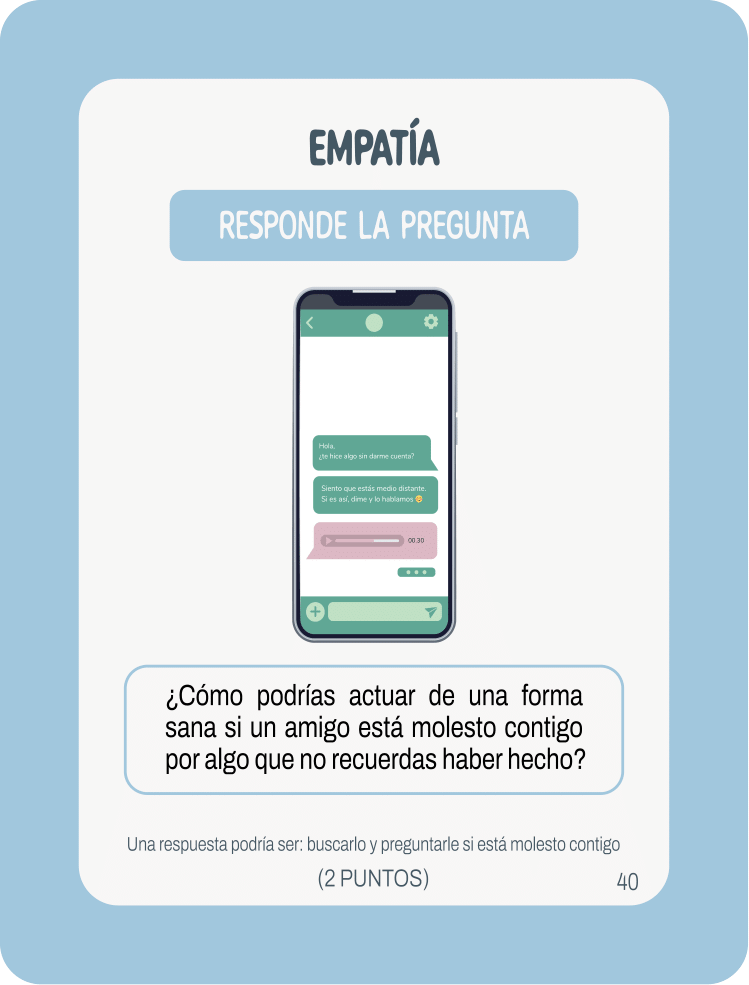 EMPATÍA
RESPONDE LA PREGUNTA
Hola,
¿te hice algo sin darme cuenta?
Siento que estás medio distante.
Si es así, dime y lo hablamos 🥺
00.30
¿Cómo podrías actuar de una forma
sana si un amigo está molesto contigo
por algo que no recuerdas haber hecho?
Una respuesta podría ser: buscarlo y preguntarle si está molesto contigo
(2 PUNTOS)
40